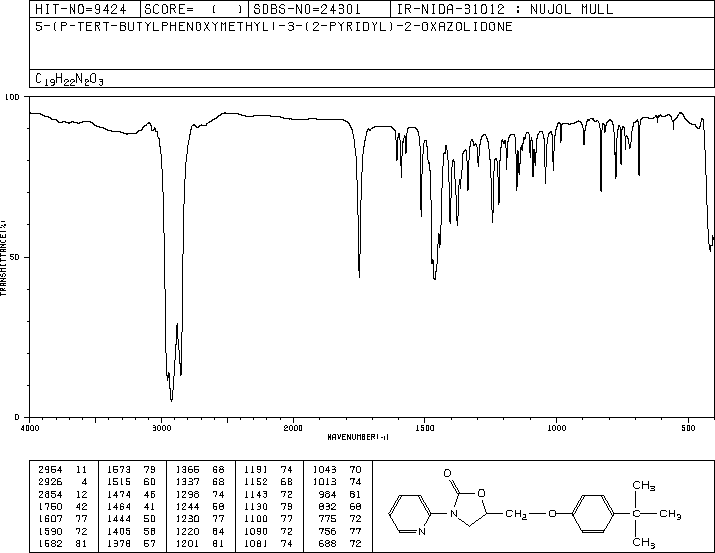 HIT-NO=9424 SCORE= ( ) SDBS-NO=24301 IR-NIDA-31012 : NUJOL MULL
5-(P-TERT-BUTYLPHENOXYMETHYL)-3-(2-PYRIDYL)-2-OXAZOLIDONE
C19H22N2O3
100
50
0
TRANSMITTANCE(%)
4000 3000 2000 1500 1000 500
WAVENUMBER(-1)
2964 11 1573 79 1366 68 1191 74 1043 70
2926 4 1515 60 1337 68 1152 68 1013 74
2854 12 1474 46 1298 74 1143 72 984 81
1750 42 1464 41 1244 58 1130 79 832 68
1607 77 1444 50 1230 77 1100 77 775 72
1590 72 1405 58 1220 64 1090 72 756 77
1582 81 1378 57 1201 81 1081 74 688 72
O
CH3
O
N
CH2
O
C
CH3
N
CH3